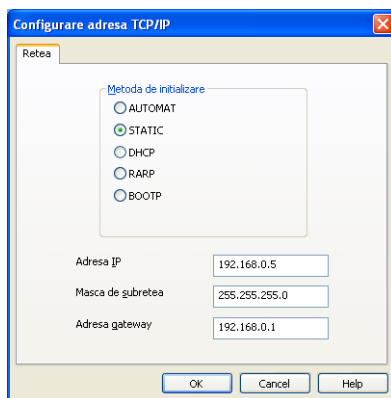 Configurare adresa TCP/IP
Retea
Metoda de initializare
AUTOMAT
STATIC
DHCP
RARP
BOOTP
Adresa IP 192.168.0.5
Masca de subretea 255.255.255.0
Adresa gateway 192.168.0.1
OK Cancel Help